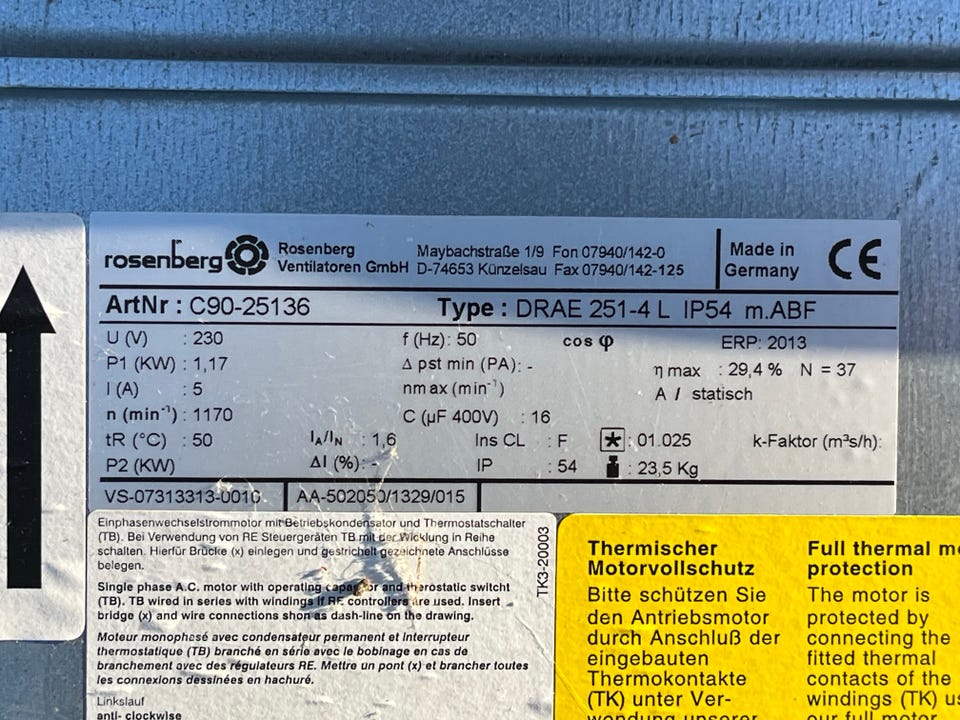 rosenberg
Rosenberg
Ventilatoren GmbH
Maybachstraße 1/9 Fon 07940/142-0
D-74653 Künzelsau Fax 07940/142-125
Made in
Germany
CE
ArtNr : C90-25136 Type : DRAE 251-4 L IP54 m.ABF
U (V) : 230 f (Hz): 50 cos φ ERP: 2013
P1 (KW) : 1,17 Δ pst min (PA): - η max : 29,4 % N = 37
I (A) : 5 nmax (min⁻¹) A / statisch
n (min⁻¹) : 1170 C (µF 400V) : 16
tR (°C) : 50 IA/IN : 1,6 Ins CL : F * : 01.025 k-Faktor (m³s/h):
P2 (KW) ΔI (%): - IP : 54 : 23,5 Kg
VS-07313313-0010 AA-502050/1329/015
Einphasenwechselstrommotor mit Betriebskondensator und Thermostatschalter
(TB). Bei Verwendung von RE Steuergeräten TB mit der Wicklung in Reihe
schalten. Hierfür Brücke (x) einlegen und gestrichelt gezeichnete Anschlüsse
belegen.
Single phase A.C. motor with operating capacitor and therostatic switcht
(TB). TB wired in series with windings if RE controllers are used. Insert
bridge (x) and wire connections shon as dash-line on the drawing.
Moteur monophasé avec condensateur permanent et interrupteur
thermostatique (TB) branché en série avec le bobinage en cas de
branchement avec des régulateurs RE. Mettre un pont (x) et brancher toutes
les connexions dessinées en hachuré.
Linkslauf
anti- clockwise
TK3-20003
Thermischer
Motorvollschutz
Bitte schützen Sie
den Antriebsmotor
durch Anschluß der
eingebauten
Thermokontakte
(TK) unter Ver-
wendung unserer
Full thermal
protection
The motor is
protected by
connecting the
fitted thermal
contacts of the
windings (TK)
our full motor